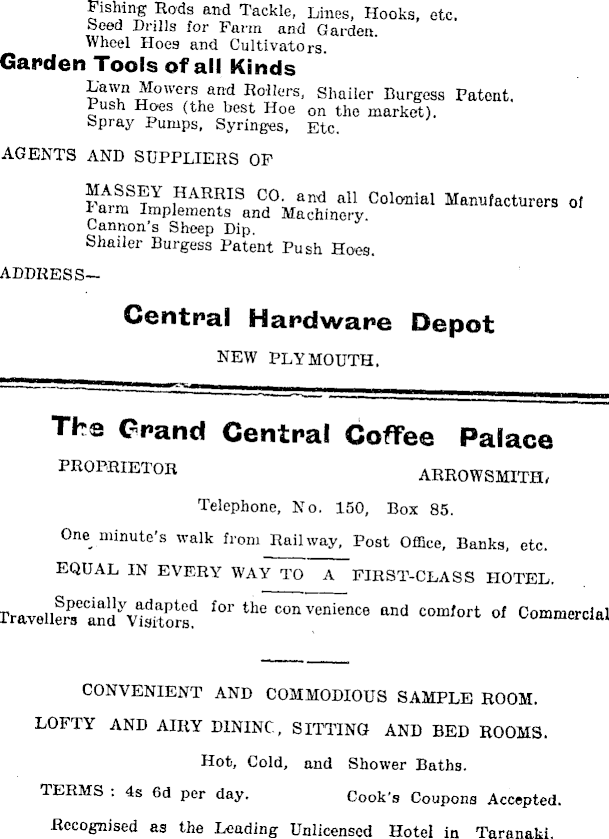 Fishing Rods and Tackle, Lines, Hooks, etc.
Seed Drills for Farm and Garden.
Wheel Hoes and Cultivators.
Garden Tools of all Kinds
Lawn Mowers and Rollers, Shailer Burgess Patent.
Push Hoes (the best Hoe on the market).
Spray Pumps, Syringes, Etc.
AGENTS AND SUPPLIERS OF
MASSEY HARRIS CO. and all Colonial Manufacturers of
Farm Implements and Machinery.
Cannon's Sheep Dip.
Shailer Burgess Patent Push Hoes.
ADDRESS—
Central Hardware Depot
NEW PLYMOUTH.
The Grand Central Coffee Palace
PROPRIETOR ARROWSMITH.
Telephone, No. 150, Box 85.
One minute's walk from Railway, Post Office, Banks, etc.
EQUAL IN EVERY WAY TO A FIRST-CLASS HOTEL.
Specially adapted for the convenience and comfort of Commercial
Travellers and Visitors.
CONVENIENT AND COMMODIOUS SAMPLE ROOM.
LOFTY AND AIRY DINING, SITTING AND BED ROOMS.
Hot, Cold, and Shower Baths.
TERMS : 4s 6d per day. Cook's Coupons Accepted.
Recognised as the Leading Unlicensed Hotel in Taranaki.